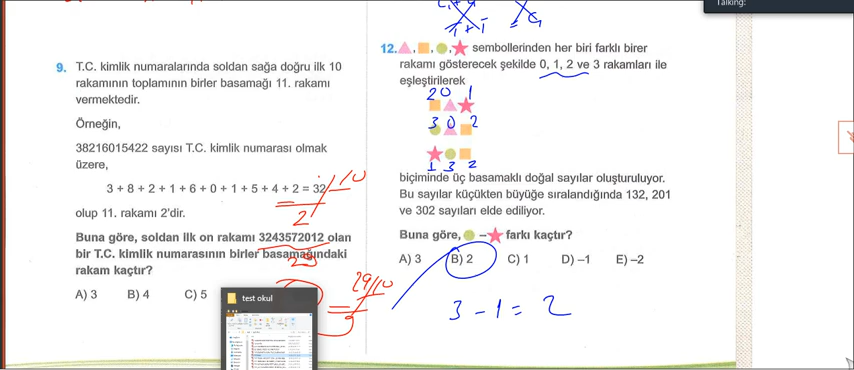 Talking:
9. T.C. kimlik numaralarında soldan sağa doğru ilk 10
rakamının toplamının birler basamağı 11. rakamı
vermektedir.
Örneğin,
38216015422 sayısı T.C. kimlik numarası olmak
üzere,
3 + 8 + 2 + 1 + 6 + 0 + 1 + 5 + 4 + 2 = 32
10
2
olup 11. rakamı 2'dir.
Buna göre, soldan ilk on rakamı 3243572012 olan
bir T.C. kimlik numarasının birler basamağındaki
29
rakam kaçtır?
29 10
A) 3 B) 4 C) 5
test okul
12. , , , sembollerinden her biri farklı birer
rakamı gösterecek şekilde 0, 1, 2 ve 3 rakamları ile
eşleştirilerek
2 0 1
3 0 2
1 3 2
biçiminde üç basamaklı doğal sayılar oluşturuluyor.
Bu sayılar küçükten büyüğe sıralandığında 132, 201
ve 302 sayıları elde ediliyor.
Buna göre, – farkı kaçtır?
A) 3 B) 2 C) 1 D) –1 E) –2
3 - 1 = 2